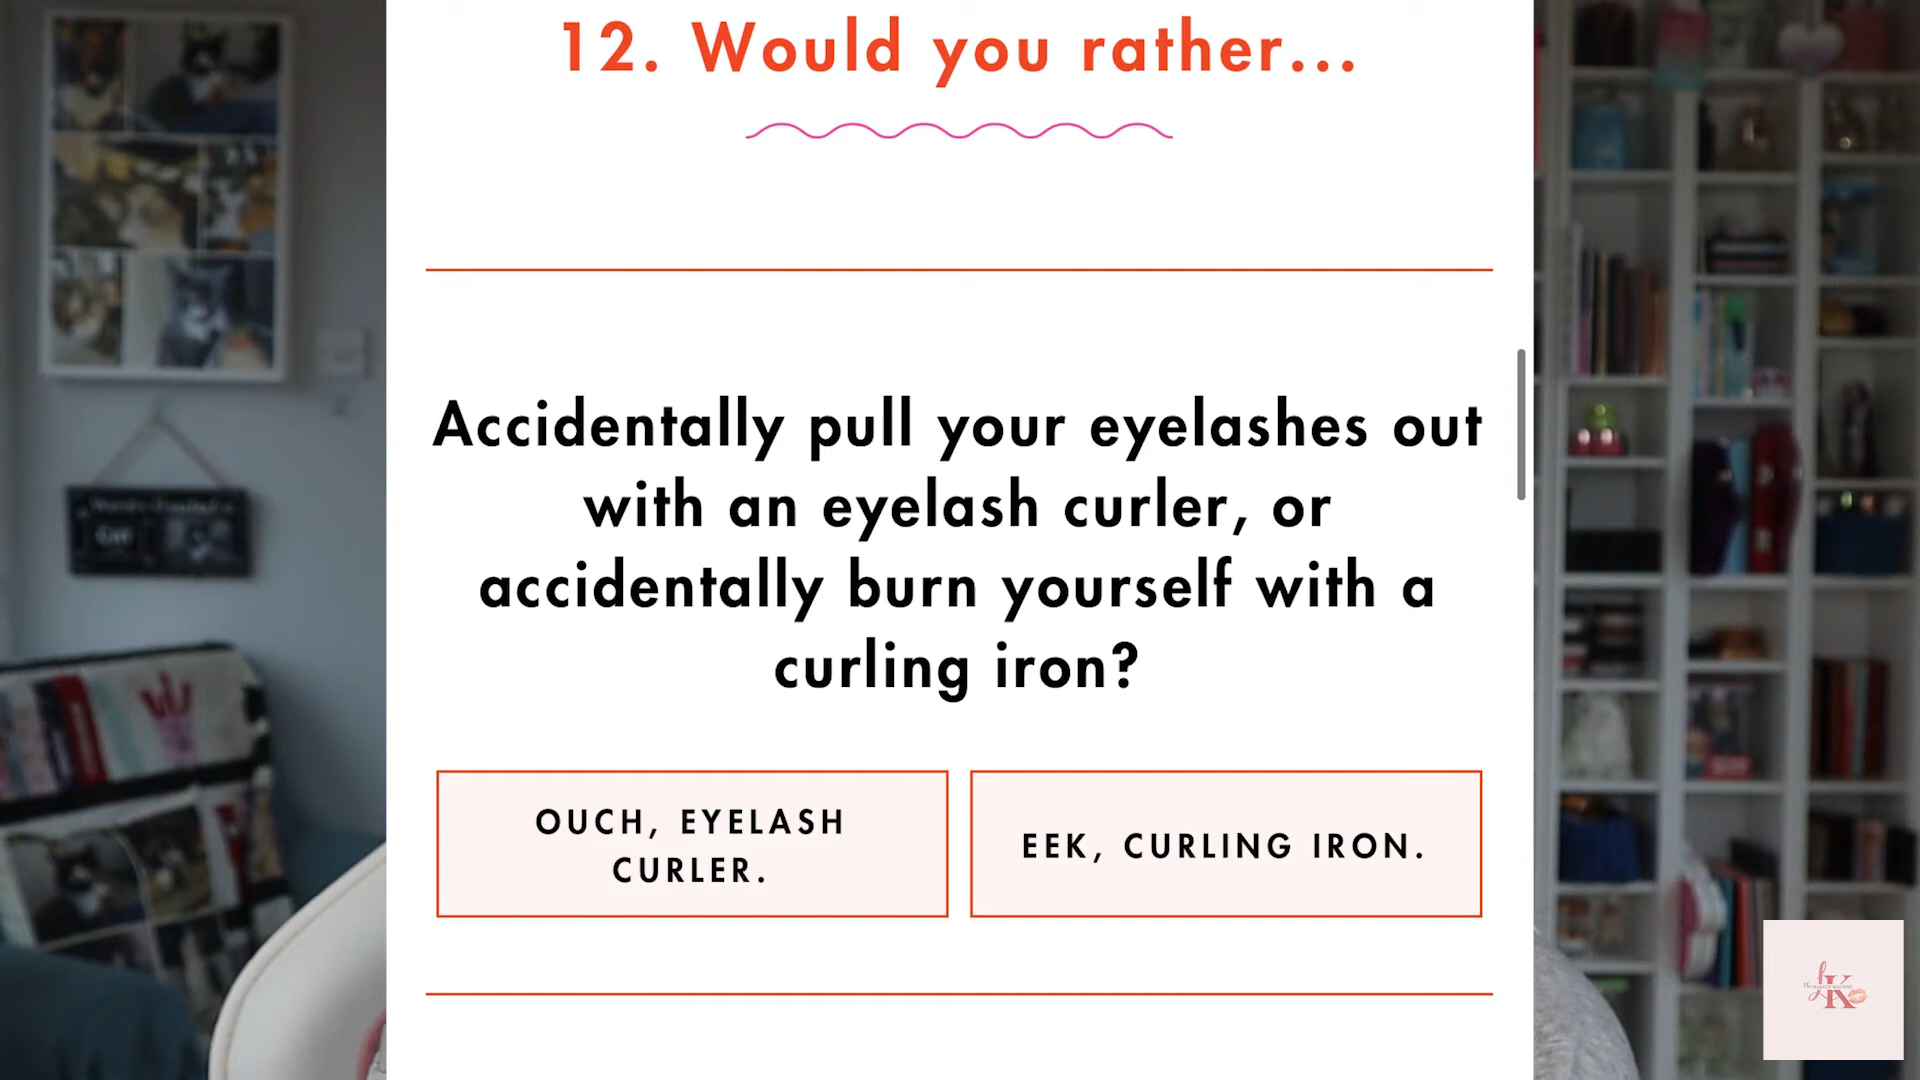 12. Would you rather...
Accidentally pull your eyelashes out
with an eyelash curler, or
accidentally burn yourself with a
curling iron?
OUCH, EYELASH
CURLER.
EEK, CURLING IRON.